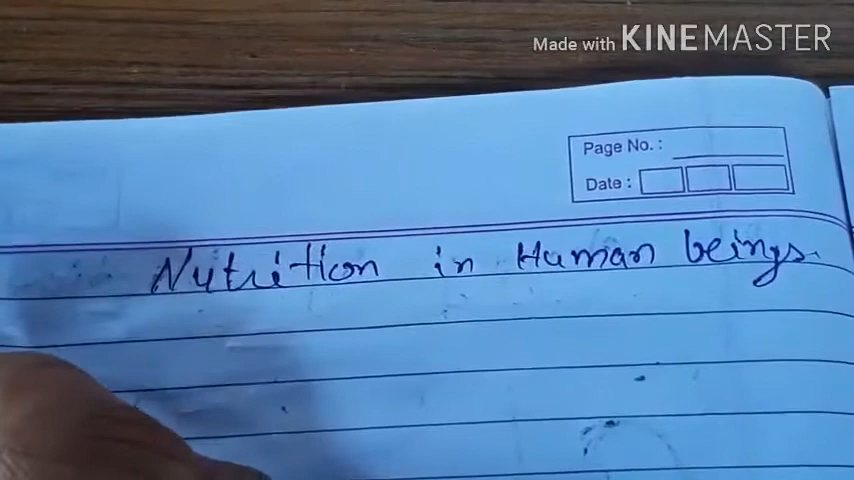 Made with KINEMASTER
Page No.:
Date:
Nutrition in Human beings.